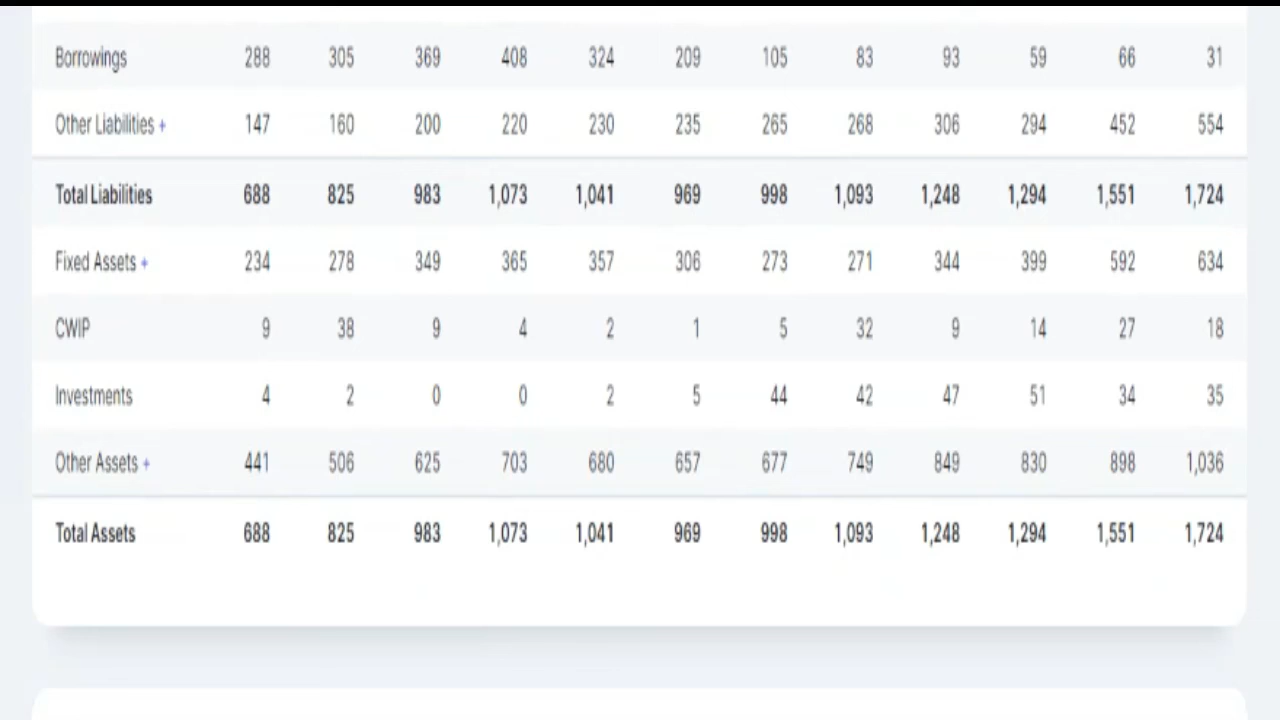 Borrowings 288 305 369 408 324 209 105 83 93 59 66 31
Other Liabilities + 147 160 200 220 230 235 265 268 306 294 452 554
Total Liabilities 688 825 983 1,073 1,041 969 998 1,093 1,248 1,294 1,551 1,724
Fixed Assets + 234 278 349 365 357 306 273 271 344 399 592 634
CWIP 9 38 9 4 2 1 5 32 9 14 27 18
Investments 4 2 0 0 2 5 44 42 47 51 34 35
Other Assets + 441 506 625 703 680 657 677 749 849 830 898 1,036
Total Assets 688 825 983 1,073 1,041 969 998 1,093 1,248 1,294 1,551 1,724